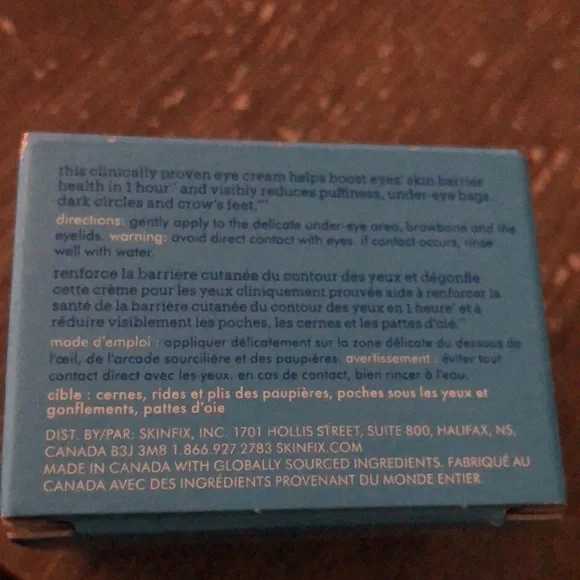 this clinically proven eye cream helps boost eyes' skin barrier
health in 1 hour** and visibly reduces puffiness, under-eye bags,
dark circles and crow's feet.***
directions: gently apply to the delicate under-eye area, browbone and the
eyelids. warning: avoid direct contact with eyes. if contact occurs, rinse
well with water.
renforce la barrière cutanée du contour des yeux et dégonfle
cette crème pour les yeux cliniquement prouvée aide à renforcer la
santé de la barrière cutanée du contour des yeux en 1 heure* et à
réduire visiblement les poches, les cernes et les pattes d'oie.**
mode d'emploi : appliquer délicatement sur la zone délicate du dessous de
l'œil, de l'arcade sourcilière et des paupières. avertissement : éviter tout
contact direct avec les yeux. en cas de contact, bien rincer à l'eau.
cible : cernes, rides et plis des paupières, poches sous les yeux et
gonflements, pattes d'oie
DIST. BY/PAR: SKINFIX, INC. 1701 HOLLIS STREET, SUITE 800, HALIFAX, NS,
CANADA B3J 3M8 1.866.927.2783 SKINFIX.COM
MADE IN CANADA WITH GLOBALLY SOURCED INGREDIENTS. FABRIQUÉ AU
CANADA AVEC DES INGRÉDIENTS PROVENANT DU MONDE ENTIER.